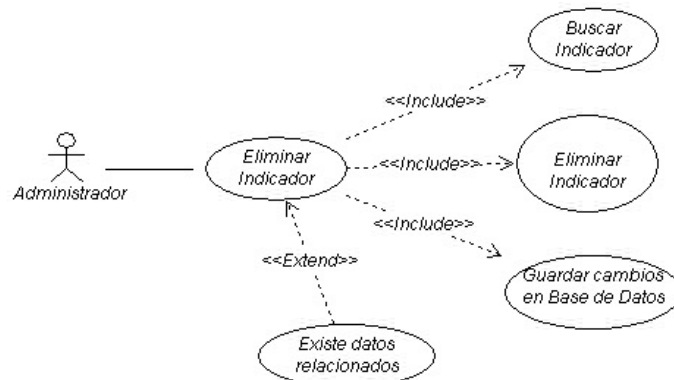 Buscar
Indicador
<<Include>>
Administrador
Eliminar
Indicador
<<Include>>
Eliminar
Indicador
<<Include>>
<<Extend>>
Guardar cambios
en Base de Datos
Existe datos
relacionados